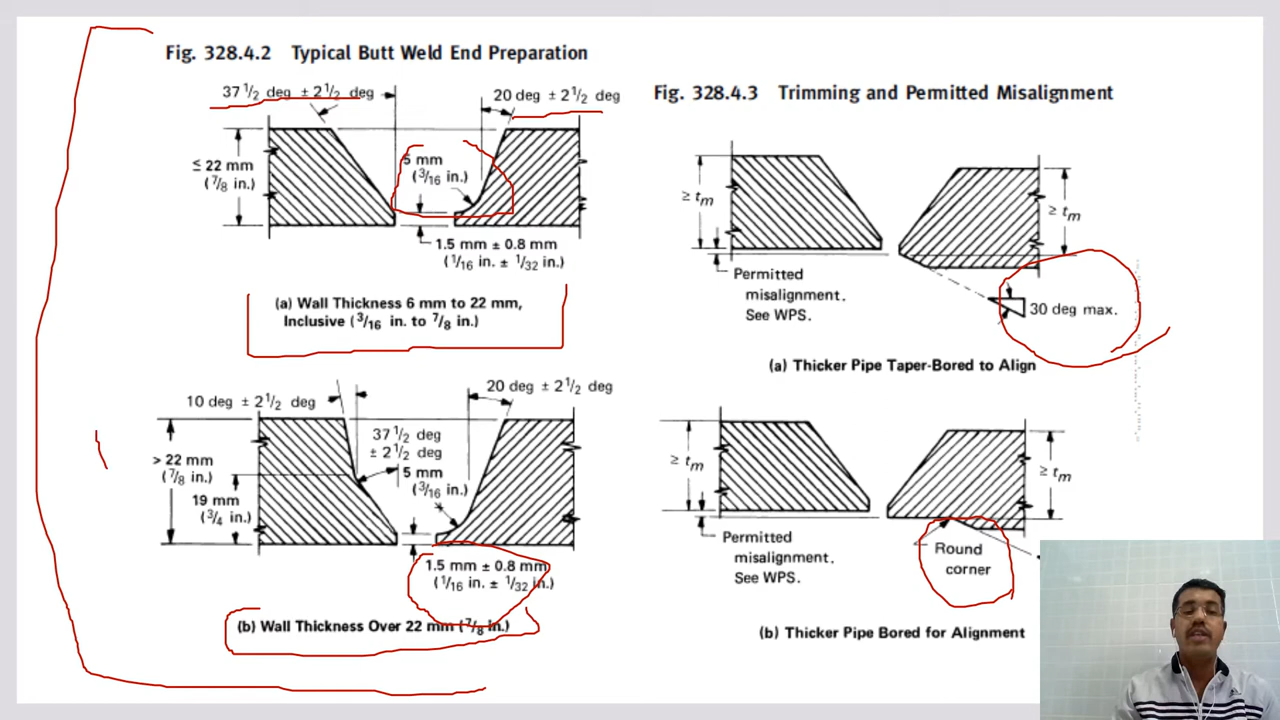 Fig. 328.4.2 Typical Butt Weld End Preparation
37 1/2 deg ± 2 1/2 deg
20 deg ± 2 1/2 deg
≤ 22 mm
(7/8 in.)
5 mm
(3/16 in.)
1.5 mm ± 0.8 mm
(1/16 in. ± 1/32 in.)
(a) Wall Thickness 6 mm to 22 mm,
Inclusive (3/16 in. to 7/8 in.)
10 deg ± 2 1/2 deg
20 deg ± 2 1/2 deg
37 1/2 deg
± 2 1/2 deg
> 22 mm
(7/8 in.)
19 mm
(3/4 in.)
5 mm
(3/16 in.)
1.5 mm ± 0.8 mm
(1/16 in. ± 1/32 in.)
(b) Wall Thickness Over 22 mm (7/8 in.)
Fig. 328.4.3 Trimming and Permitted Misalignment
≥ tm
≥ tm
Permitted
misalignment.
See WPS.
30 deg max.
(a) Thicker Pipe Taper-Bored to Align
≥ tm
≥ tm
Permitted
misalignment.
See WPS.
Round
corner
(b) Thicker Pipe Bored for Alignment